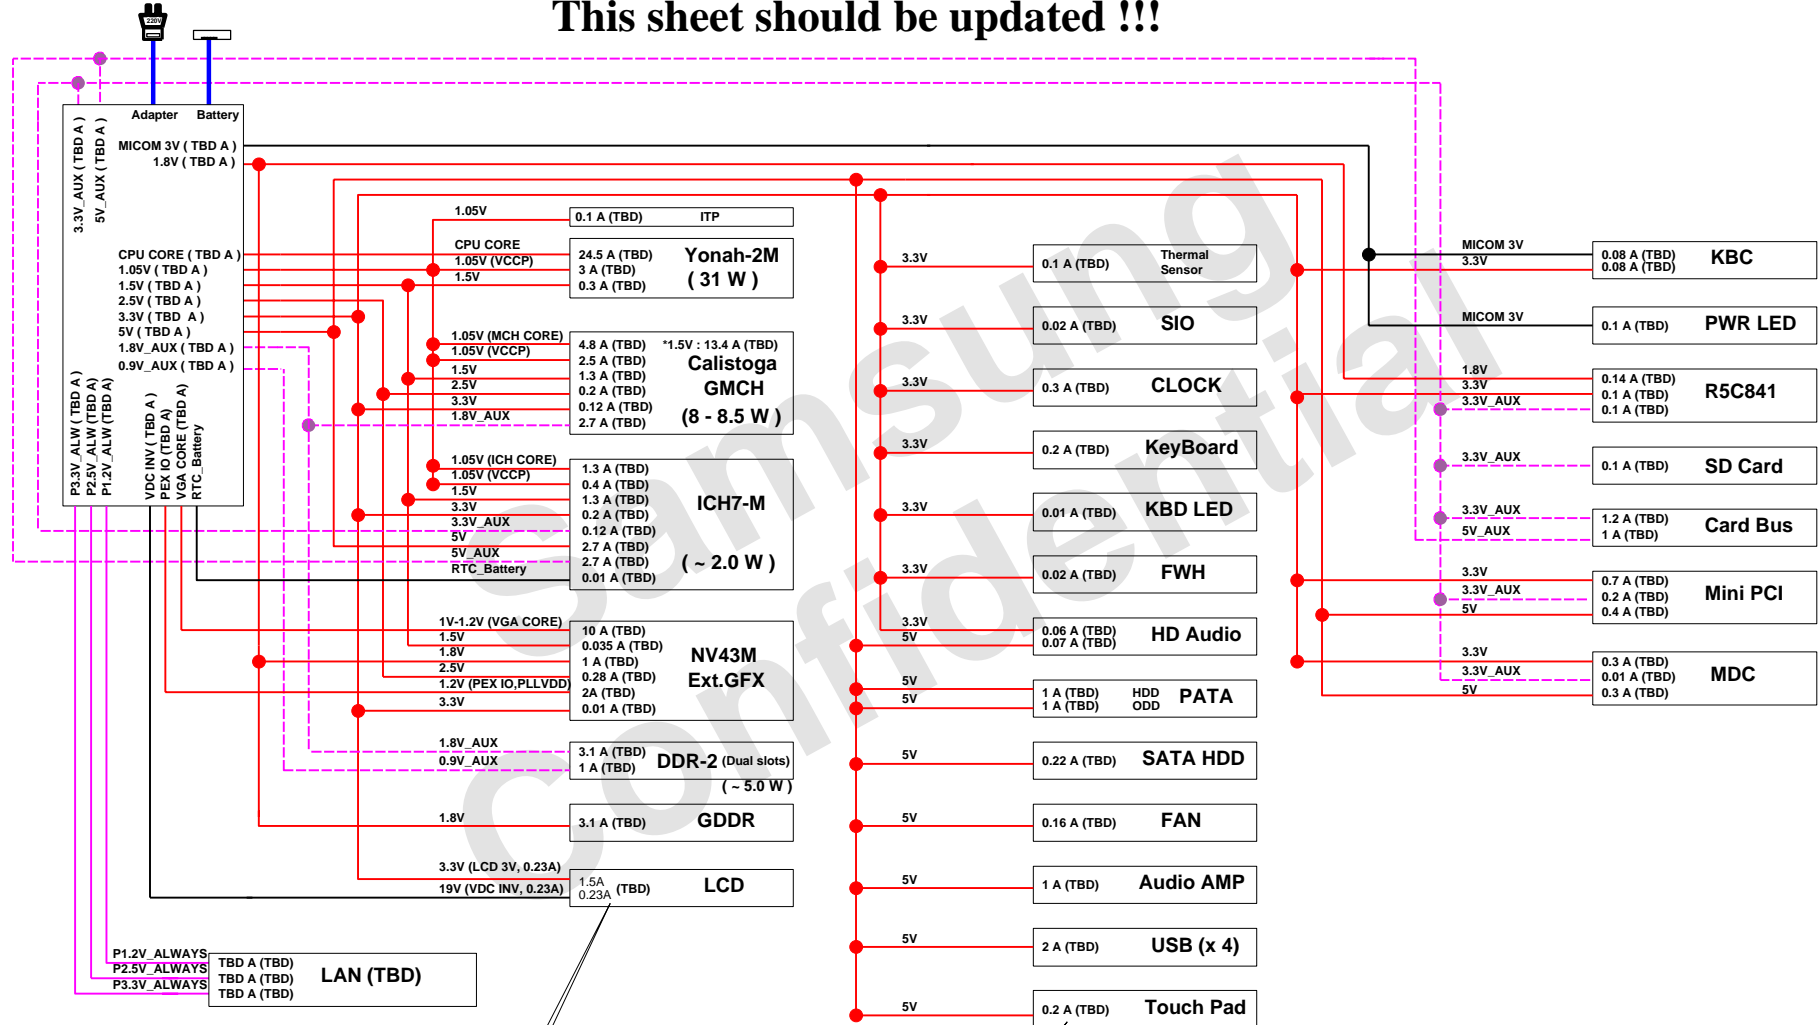 This sheet should be updated !!!
220V
Adapter
Battery
3.3V_AUX ( TBD A )
5V_AUX ( TBD A )
MICOM 3V ( TBD A )
1.8V ( TBD A )
CPU CORE ( TBD A )
1.05V ( TBD A )
1.5V ( TBD A )
2.5V ( TBD A )
3.3V ( TBD A )
5V ( TBD A )
1.8V_AUX ( TBD A )
0.9V_AUX ( TBD A )
P3.3V_ALW ( TBD A )
P2.5V_ALW (TBD A)
P1.2V_ALW (TBD A)
VDC INV ( TBD A )
PEX IO (TBD A)
VGA CORE (TBD A)
RTC_Battery
1.05V
0.1 A (TBD) ITP
CPU CORE
1.05V (VCCP)
1.5V
24.5 A (TBD)
3 A (TBD)
0.3 A (TBD)
Yonah-2M
( 31 W )
1.05V (MCH CORE)
1.05V (VCCP)
1.5V
2.5V
3.3V
1.8V_AUX
4.8 A (TBD)
2.5 A (TBD)
1.3 A (TBD)
0.2 A (TBD)
0.12 A (TBD)
2.7 A (TBD)
*1.5V : 13.4 A (TBD)
Calistoga
GMCH
(8 - 8.5 W )
1.05V (ICH CORE)
1.05V (VCCP)
1.5V
3.3V
3.3V_AUX
5V
5V_AUX
RTC_Battery
1.3 A (TBD)
0.4 A (TBD)
1.3 A (TBD)
0.2 A (TBD)
0.12 A (TBD)
2.7 A (TBD)
2.7 A (TBD)
0.01 A (TBD)
ICH7-M
( ~ 2.0 W )
1V-1.2V (VGA CORE)
1.5V
1.8V
2.5V
1.2V (PEX IO,PLLVDD)
3.3V
10 A (TBD)
0.035 A (TBD)
1 A (TBD)
0.28 A (TBD)
2A (TBD)
0.01 A (TBD)
NV43M
Ext.GFX
1.8V_AUX
0.9V_AUX
3.1 A (TBD)
1 A (TBD)
DDR-2 (Dual slots)
( ~ 5.0 W )
1.8V
3.1 A (TBD)
GDDR
3.3V (LCD 3V, 0.23A)
19V (VDC INV, 0.23A)
1.5A
0.23A
(TBD)
LCD
P1.2V_ALWAYS
P2.5V_ALWAYS
P3.3V_ALWAYS
TBD A (TBD)
TBD A (TBD)
TBD A (TBD)
LAN (TBD)
3.3V
0.1 A (TBD)
Thermal
Sensor
3.3V
0.02 A (TBD)
SIO
3.3V
0.3 A (TBD)
CLOCK
3.3V
0.2 A (TBD)
KeyBoard
3.3V
0.01 A (TBD)
KBD LED
3.3V
0.02 A (TBD)
FWH
3.3V
5V
0.06 A (TBD)
0.07 A (TBD)
HD Audio
5V
5V
1 A (TBD) HDD
1 A (TBD) ODD
PATA
5V
0.22 A (TBD)
SATA HDD
5V
0.16 A (TBD)
FAN
5V
1 A (TBD)
Audio AMP
5V
2 A (TBD)
USB (x 4)
5V
0.2 A (TBD)
Touch Pad
MICOM 3V
3.3V
0.08 A (TBD)
0.08 A (TBD)
KBC
MICOM 3V
0.1 A (TBD)
PWR LED
1.8V
3.3V
3.3V_AUX
0.14 A (TBD)
0.1 A (TBD)
0.1 A (TBD)
R5C841
3.3V_AUX
0.1 A (TBD)
SD Card
3.3V_AUX
5V_AUX
1.2 A (TBD)
1 A (TBD)
Card Bus
3.3V
3.3V_AUX
5V
0.7 A (TBD)
0.2 A (TBD)
0.4 A (TBD)
Mini PCI
3.3V
3.3V_AUX
5V
0.3 A (TBD)
0.01 A (TBD)
0.3 A (TBD)
MDC
Samsung
Confidential